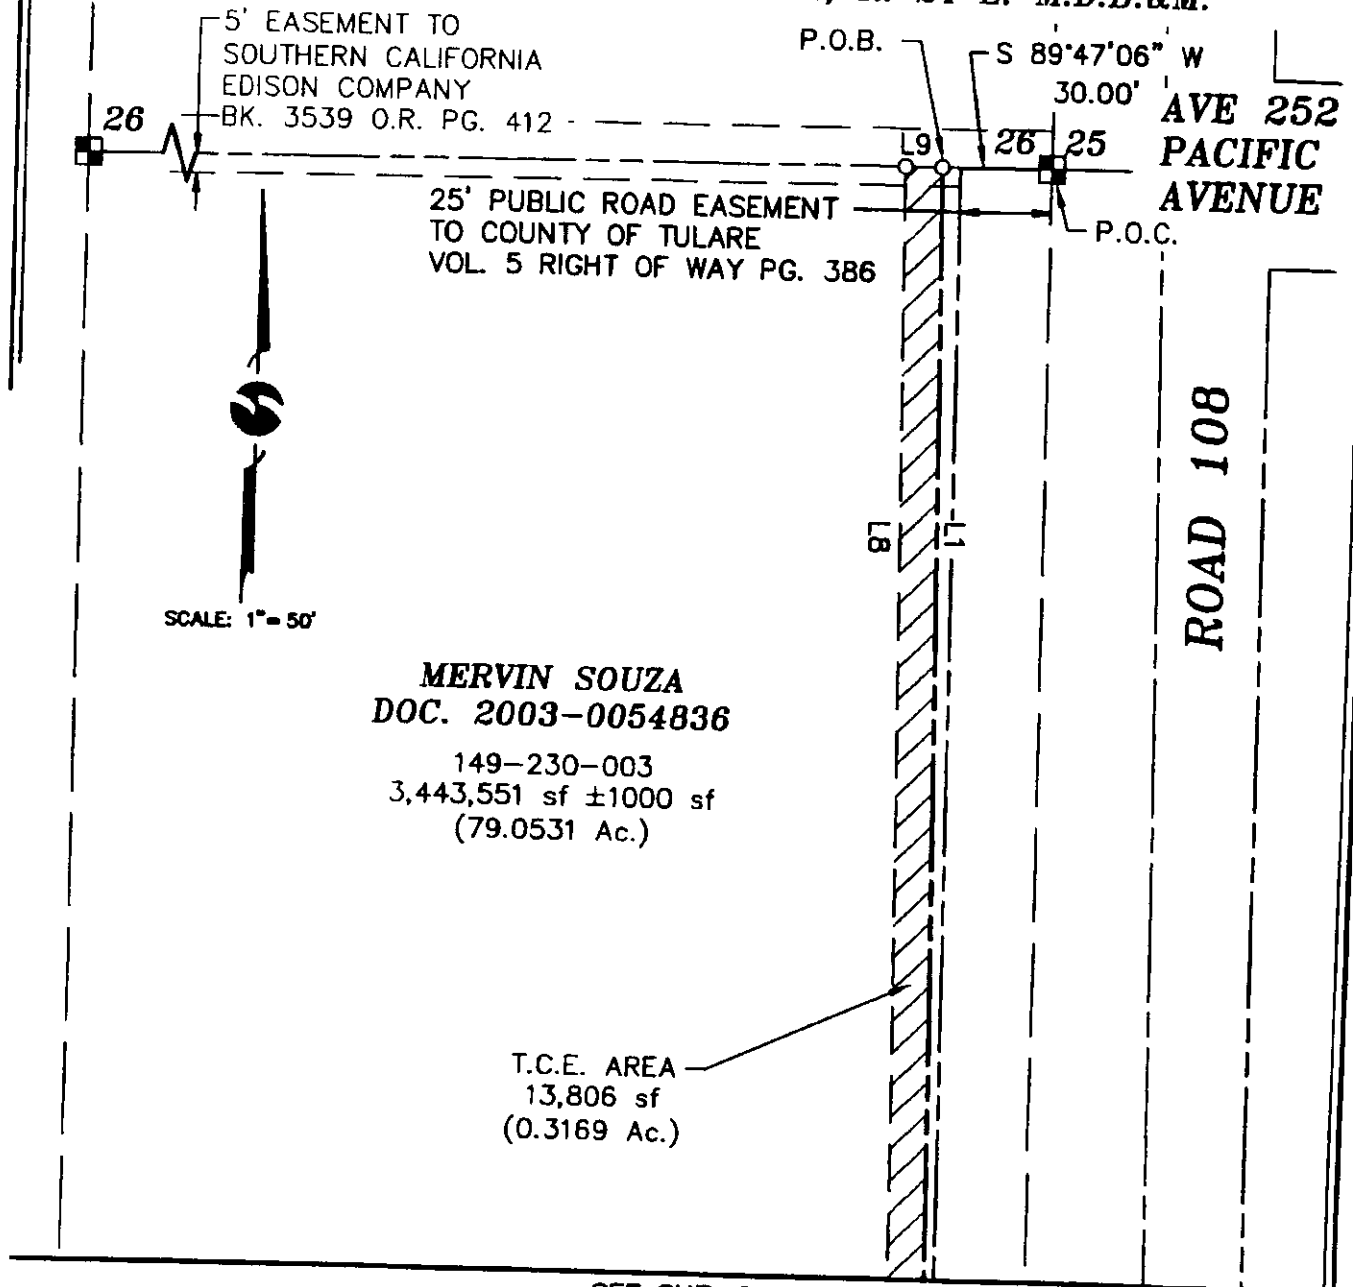 M.D.B.&M.
5' EASEMENT TO
SOUTHERN CALIFORNIA
EDISON COMPANY
BK. 3539 O.R. PG. 412
P.O.B.
S 89°47'06" W
30.00'
AVE 252
PACIFIC
AVENUE
26
L9
26
25
P.O.C.
25' PUBLIC ROAD EASEMENT
TO COUNTY OF TULARE
VOL. 5 RIGHT OF WAY PG. 386
ROAD 108
L8
L1
SCALE: 1"= 50'
MERVIN SOUZA
DOC. 2003-0054836
149-230-003
3,443,551 sf ±1000 sf
(79.0531 Ac.)
T.C.E. AREA
13,806 sf
(0.3169 Ac.)